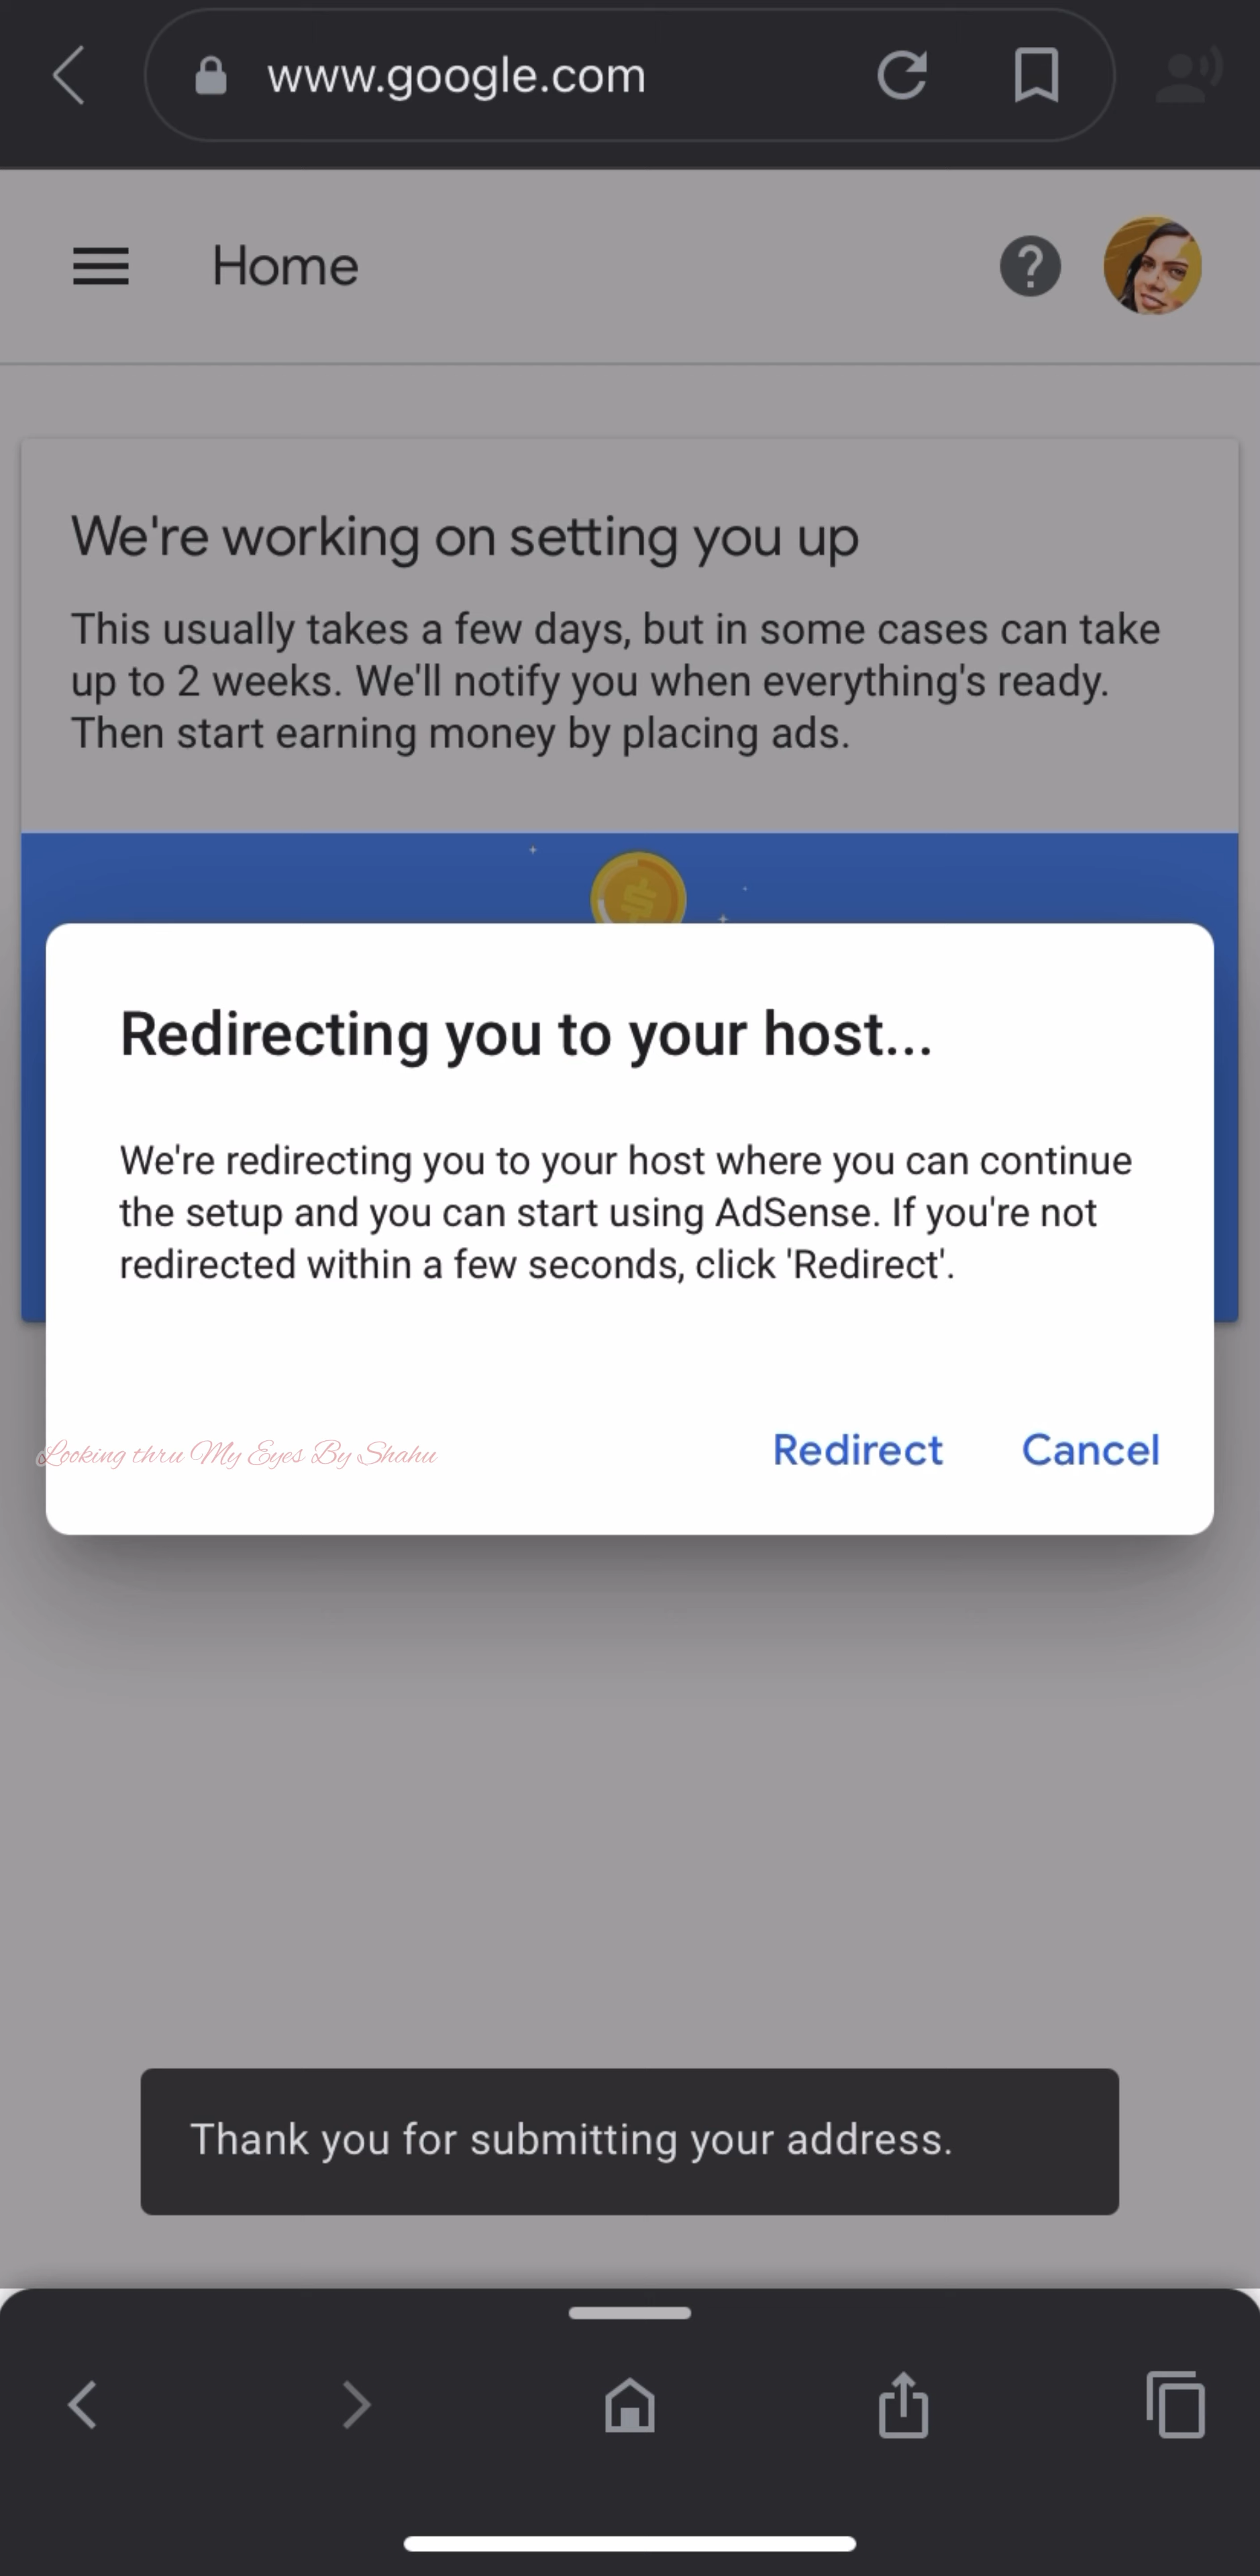 www.google.com
Home
We're working on setting you up
This usually takes a few days, but in some cases can take
up to 2 weeks. We'll notify you when everything's ready.
Then start earning money by placing ads.
Redirecting you to your host...
We're redirecting you to your host where you can continue
the setup and you can start using AdSense. If you're not
redirected within a few seconds, click 'Redirect'.
Looking thru My Eyes By Shahu
Redirect Cancel
Thank you for submitting your address.